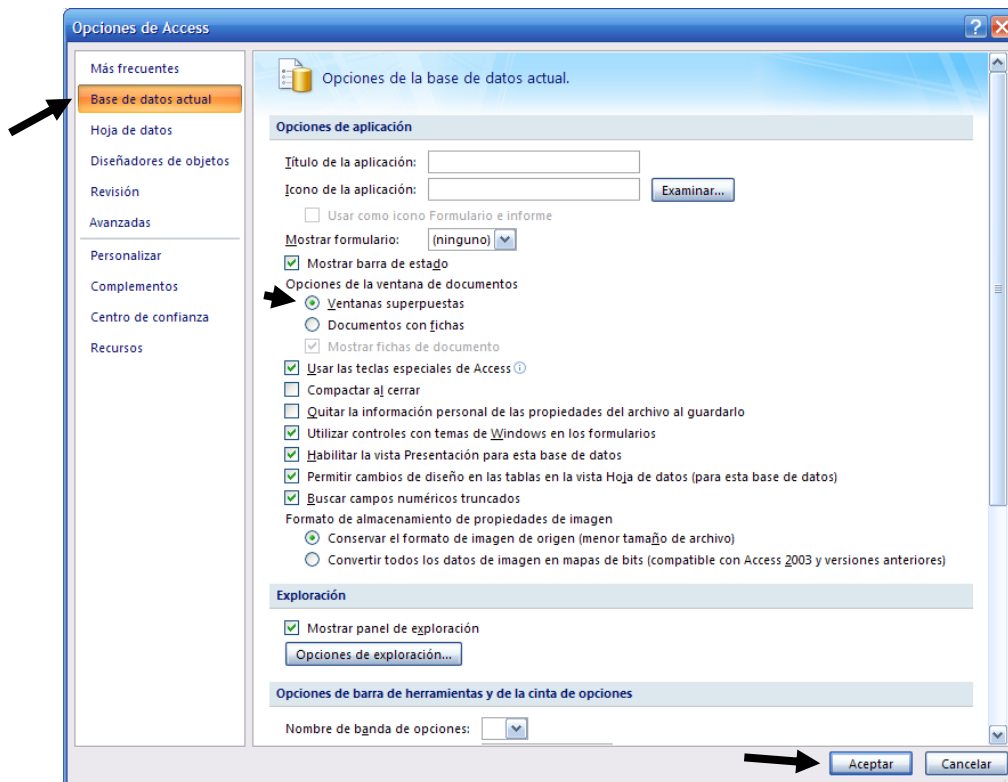 Opciones de Access
Más frecuentes
Base de datos actual
Hoja de datos
Diseñadores de objetos
Revisión
Avanzadas
Personalizar
Complementos
Centro de confianza
Recursos
Opciones de la base de datos actual.
Opciones de aplicación
Título de la aplicación:
Icono de la aplicación: Examinar...
Usar como icono Formulario e informe
Mostrar formulario: (ninguno)
Mostrar barra de estado
Opciones de la ventana de documentos
Ventanas superpuestas
Documentos con fichas
Mostrar fichas de documento
Usar las teclas especiales de Access
Compactar al cerrar
Quitar la información personal de las propiedades del archivo al guardarlo
Utilizar controles con temas de Windows en los formularios
Habilitar la vista Presentación para esta base de datos
Permitir cambios de diseño en las tablas en la vista Hoja de datos (para esta base de datos)
Buscar campos numéricos truncados
Formato de almacenamiento de propiedades de imagen
Conservar el formato de imagen de origen (menor tamaño de archivo)
Convertir todos los datos de imagen en mapas de bits (compatible con Access 2003 y versiones anteriores)
Exploración
Mostrar panel de exploración
Opciones de exploración...
Opciones de barra de herramientas y de la cinta de opciones
Nombre de banda de opciones:
Aceptar Cancelar